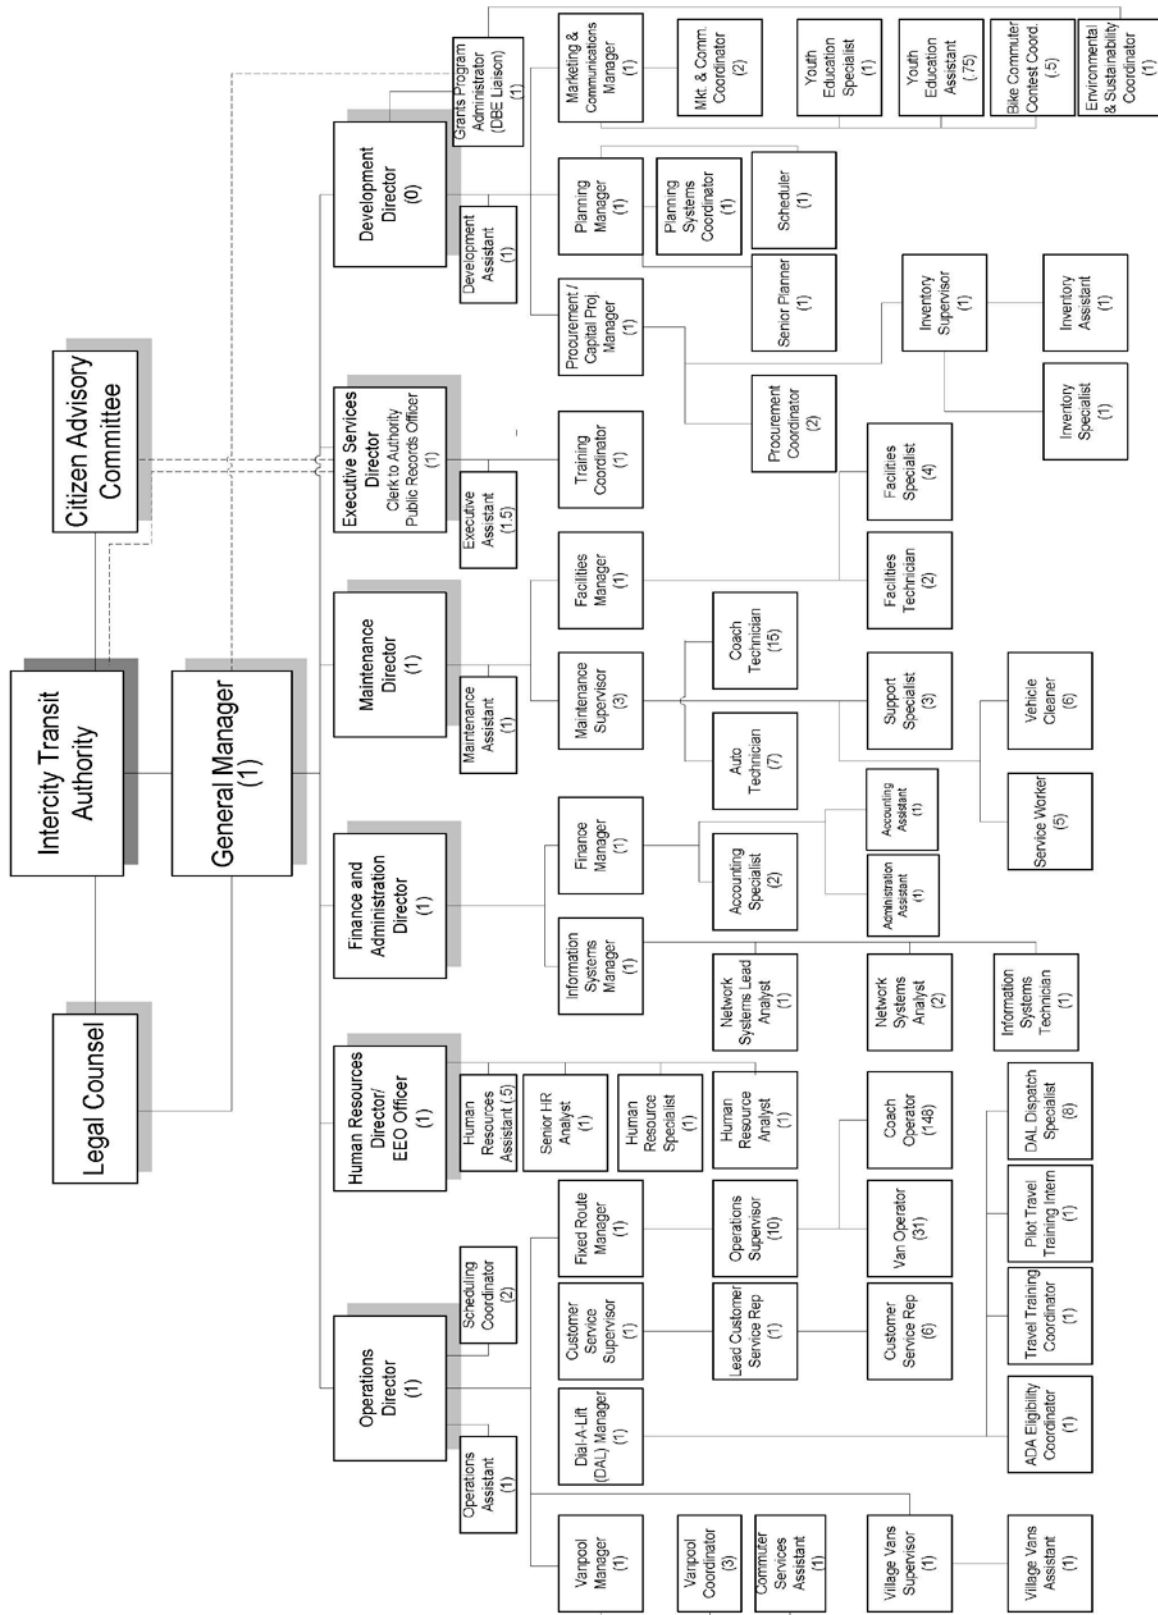 Intercity Transit
Authority
Legal Counsel
Citizen Advisory
Committee
General Manager
(1)
Operations
Director
(1)
Human Resources
Director/
EEO Officer
(1)
Finance and
Administration
Director
(1)
Maintenance
Director
(1)
Executive Services
Director
Clerk to Authority
Public Records Officer
(1)
Development
Director
(0)
Operations
Assistant
(1)
Scheduling
Coordinator
(2)
Human
Resources
Assistant (.5)
Senior HR
Analyst
(1)
Human
Resource
Specialist
(1)
Human
Resource
Analyst
(1)
Maintenance
Assistant
(1)
Executive
Assistant
(1.5)
Development
Assistant
(1)
Grants Program
Administrator
(DBE Liaison)
(1)
Vanpool
Manager
(1)
Dial-A-Lift
(DAL) Manager
(1)
Customer
Service
Supervisor
(1)
Fixed Route
Manager
(1)
Information
Systems
Manager
(1)
Finance
Manager
(1)
Maintenance
Supervisor
(3)
Facilities
Manager
(1)
Training
Coordinator
(1)
Procurement /
Capital Proj.
Manager
(1)
Planning
Manager
(1)
Marketing &
Communications
Manager
(1)
Vanpool
Coordinator
(3)
Commuter
Services
Assistant
(1)
Lead Customer
Service Rep
(1)
Operations
Supervisor
(10)
Network
Systems Lead
Analyst
(1)
Accounting
Specialist
(2)
Auto
Technician
(7)
Coach
Technician
(15)
Procurement
Coordinator
(2)
Senior Planner
(1)
Planning
Systems
Coordinator
(1)
Scheduler
(1)
Mkt. & Comm.
Coordinator
(2)
Youth
Education
Specialist
(1)
Youth
Education
Assistant
(.75)
Bike Commuter
Contest Coord.
(.5)
Environmental
& Sustainability
Coordinator
(1)
Village Vans
Supervisor
(1)
Customer
Service Rep
(6)
Van Operator
(31)
Coach
Operator
(148)
Network
Systems
Analyst
(2)
Administration
Assistant
(1)
Accounting
Assistant
(1)
Support
Specialist
(3)
Facilities
Technician
(2)
Facilities
Specialist
(4)
Inventory
Supervisor
(1)
Village Vans
Assistant
(1)
ADA Eligibility
Coordinator
(1)
Travel Training
Coordinator
(1)
Pilot Travel
Training Intern
(1)
DAL Dispatch
Specialist
(8)
Information
Systems
Technician
(1)
Service Worker
(5)
Vehicle
Cleaner
(6)
Inventory
Specialist
(1)
Inventory
Assistant
(1)